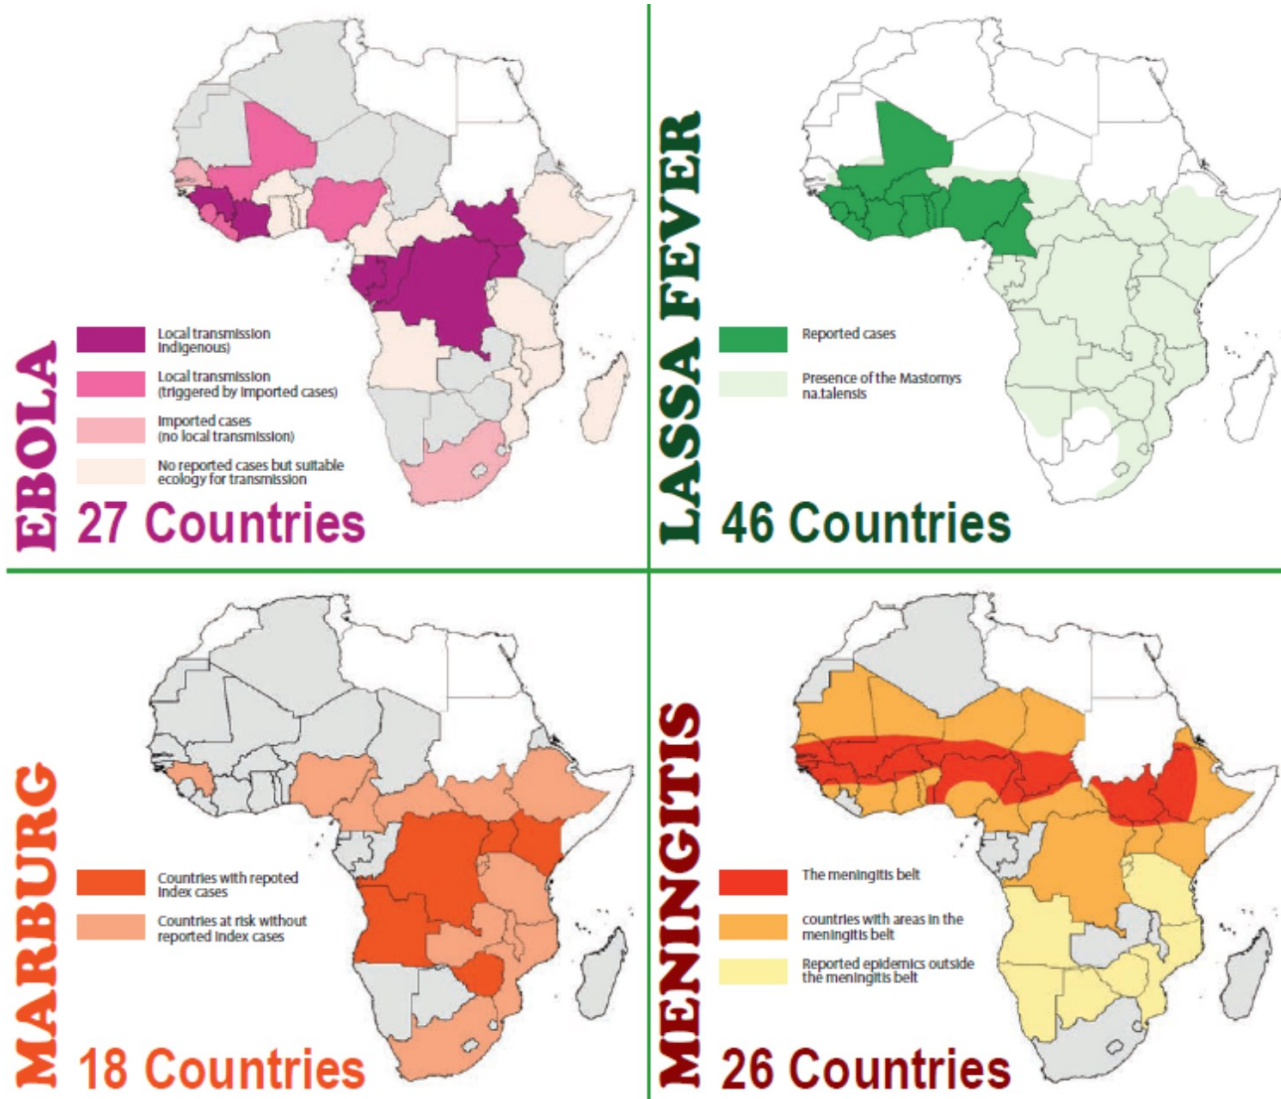 EBOLA
Local transmission
Indigenous)
Local transmission
(triggered by Imported cases)
Imported cases
(no local transmission)
No reported cases but suitable
ecology for transmission
27 Countries
LASSA FEVER
Reported cases
Presence of the Mastomys
na.talensis
46 Countries
MARBURG
Countries with repoted
Index cases
Countries at risk without
reported Index cases
18 Countries
MENINGITIS
The meningitis belt
countries with areas in the
meningitis belt
Reported epidemics outside
the meningitis belt
26 Countries